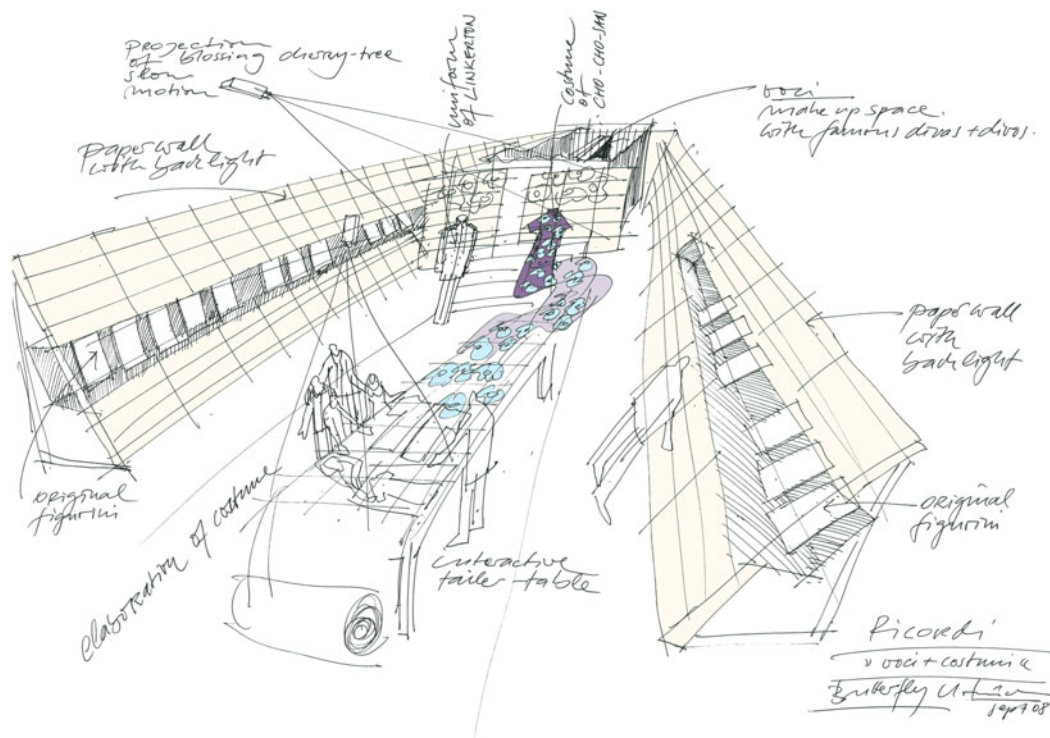 projection
of blossing cherry-tree
slow
motion
uniform
of LINKERTON
costume
of
CHO-CHO-SAN
voci
make up space
with famous divas + divos.
paper wall
with backlight
paper wall
with
backlight
original
figurini
original
figurini
elaboration of costume
interactive
tailer table
Ricordi
» voci + costumi «
Butterfly
sept 08